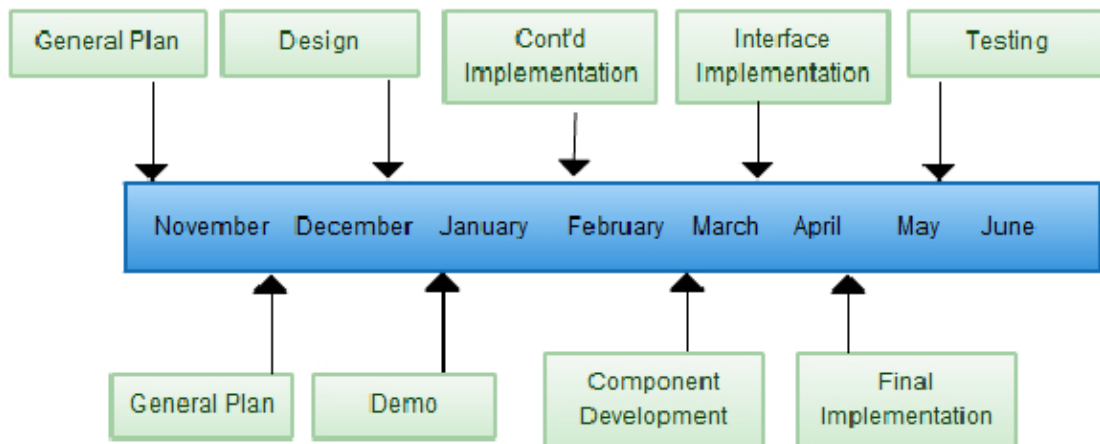 General Plan
Design
Cont'd
Implementation
Interface
Implementation
Testing
November December January February March April May June
General Plan
Demo
Component
Development
Final
Implementation